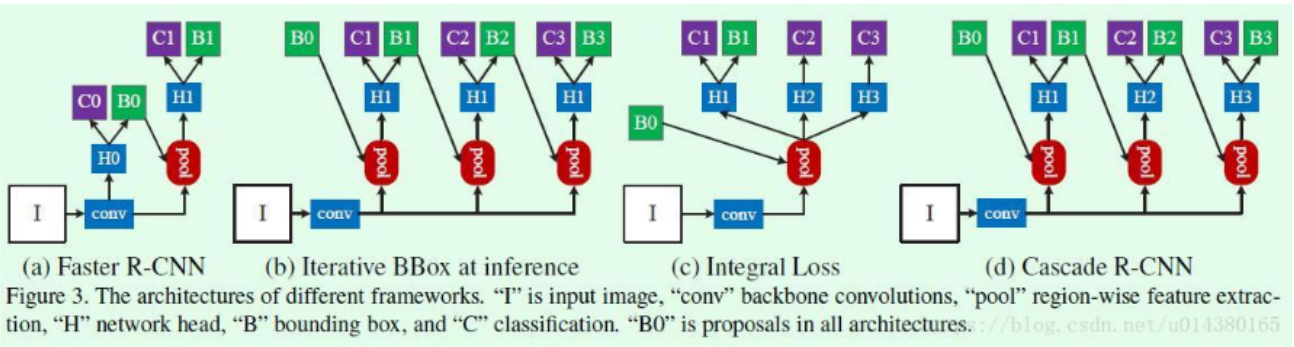 C1 B1 B0 C1 B1 C2 B2 C3 B3 C1 B1 C2 C3 B0 C1 B1 C2 B2 C3 B3
C0 B0 H1 H1 H1 H1 H1 H2 H3 H1 H2 H3
B0
H0 pool pool pool pool pool pool pool pool
I conv I conv I conv I conv
(a) Faster R-CNN (b) Iterative BBox at inference (c) Integral Loss (d) Cascade R-CNN
Figure 3. The architectures of different frameworks. “I” is input image, “conv” backbone convolutions, “pool” region-wise feature extrac-
tion, “H” network head, “B” bounding box, and “C” classification. “B0” is proposals in all architectures.
://blog.csdn.net/u014380165